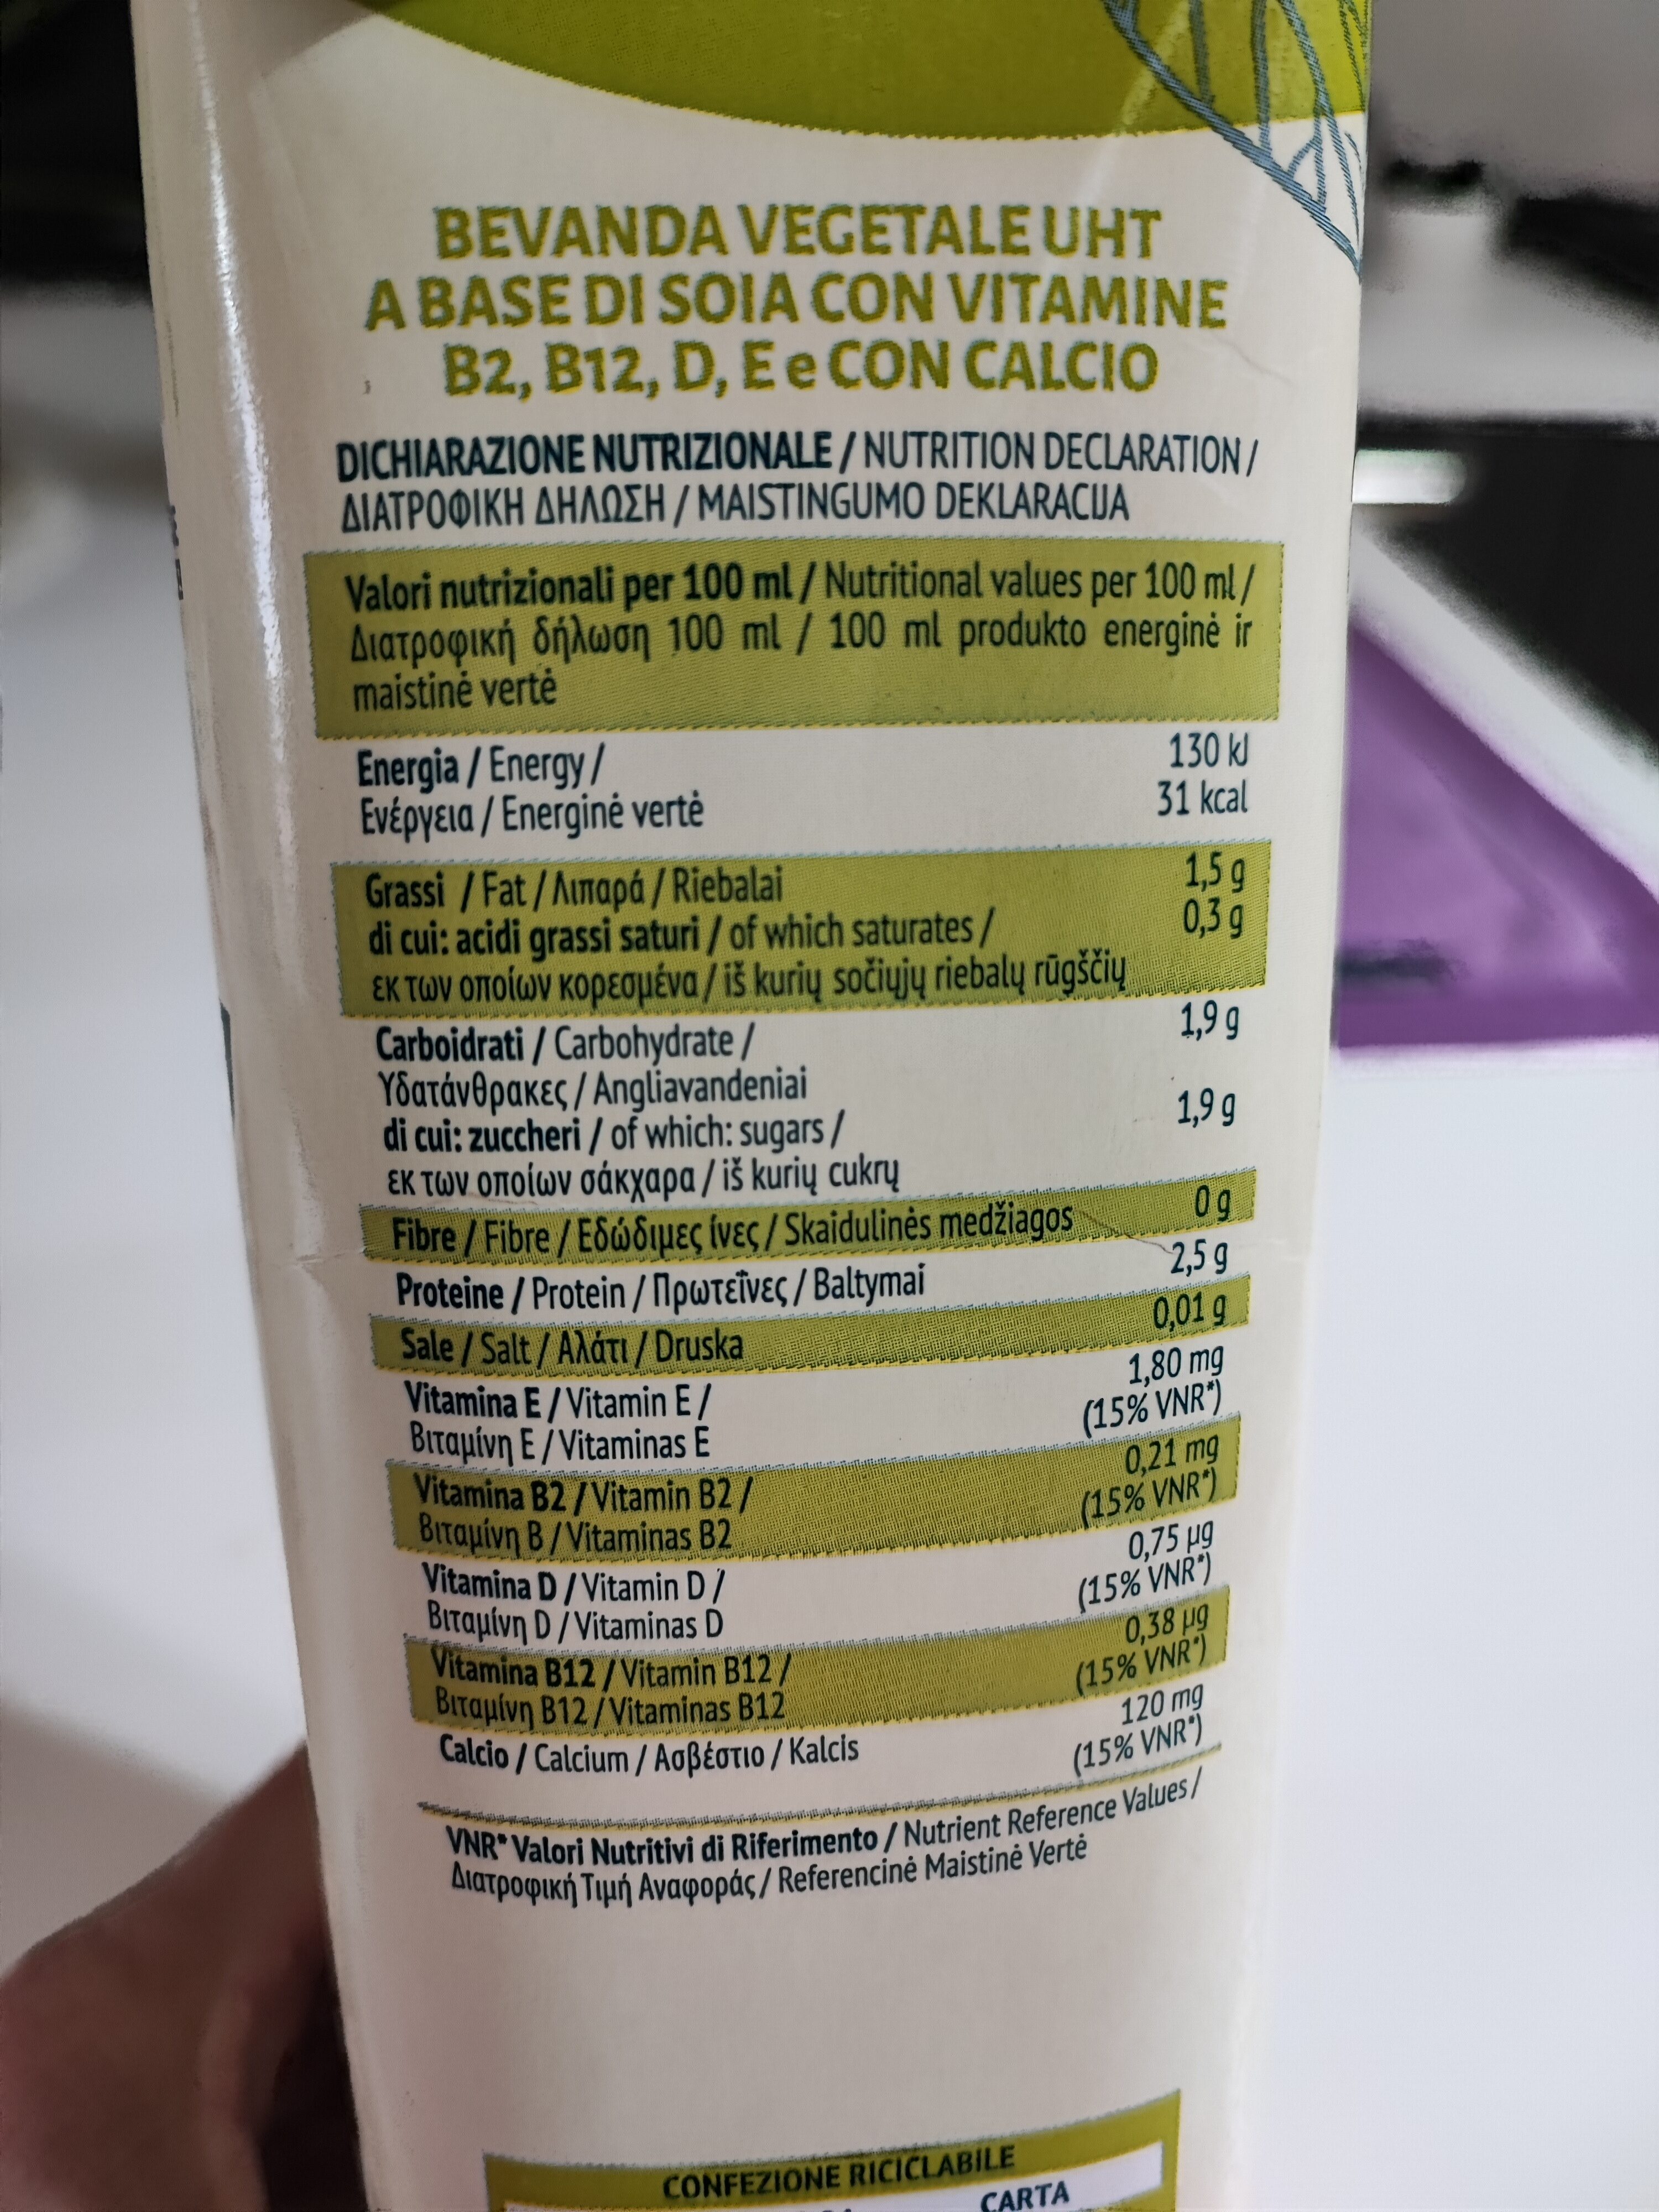 BEVANDA VEGETALE UHT
A BASE DI SOIA CON VITAMINE
B2, B12, D, E e CON CALCIO
DICHIARAZIONE NUTRIZIONALE / NUTRITION DECLARATION /
ΔΙΑΤΡΟΦΙΚΗ ΔΗΛΩΣΗ / MAISTINGUMO DEKLARACIJA
Valori nutrizionali per 100 ml / Nutritional values per 100 ml /
Διατροφική δήλωση 100 ml / 100 ml produkto energinė ir
maistinė vertė
Energia / Energy / 130 kJ
Ενέργεια / Energinė vertė 31 kcal
Grassi / Fat / Λιπαρά / Riebalai 1,5 g
di cui: acidi grassi saturi / of which saturates / 0,3 g
εκ των οποίων κορεσμένα / iš kurių sočiųjų riebalų rūgščių
Carboidrati / Carbohydrate / 1,9 g
Υδατάνθρακες / Angliavandeniai
di cui: zuccheri / of which: sugars / 1,9 g
εκ των οποίων σάκχαρα / iš kurių cukrų
Fibre / Fibre / Εδώδιμες ίνες / Skaidulinės medžiagos 0 g
Proteine / Protein / Πρωτεΐνες / Baltymai 2,5 g
Sale / Salt / Αλάτι / Druska 0,01 g
Vitamina E / Vitamin E / 1,80 mg
Βιταμίνη E / Vitaminas E (15% VNR*)
Vitamina B2 / Vitamin B2 / 0,21 mg
Βιταμίνη B / Vitaminas B2 (15% VNR*)
Vitamina D / Vitamin D / 0,75 µg
Βιταμίνη D / Vitaminas D (15% VNR*)
Vitamina B12 / Vitamin B12 / 0,38 µg
Βιταμίνη B12 / Vitaminas B12 (15% VNR*)
Calcio / Calcium / Ασβέστιο / Kalcis 120 mg
(15% VNR*)
VNR* Valori Nutritivi di Riferimento / Nutrient Reference Values /
Διατροφική Τιμή Αναφοράς / Referencinė Maistinė Vertė
CONFEZIONE RICICLABILE
CARTA